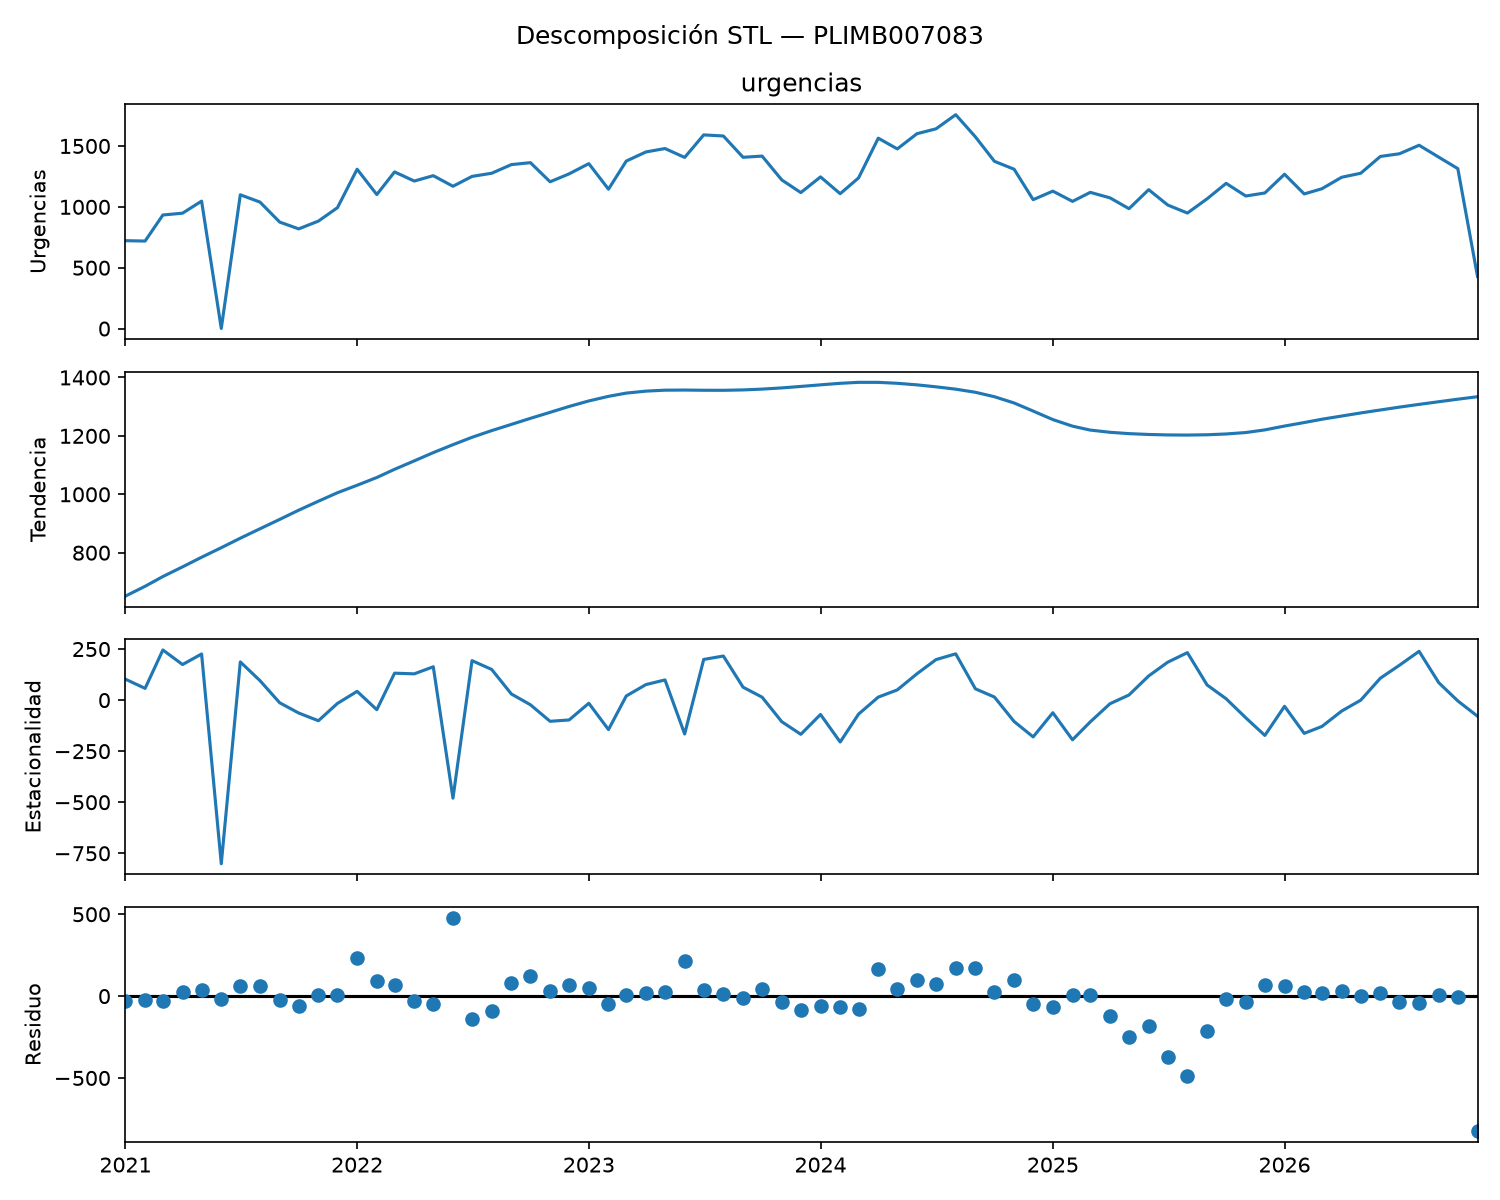 Descomposición STL — PLIMB007083
urgencias
Urgencias
1500
1000
500
0
Tendencia
1400
1200
1000
800
Estacionalidad
250
0
−250
−500
−750
Residuo
500
0
−500
2021 2022 2023 2024 2025 2026